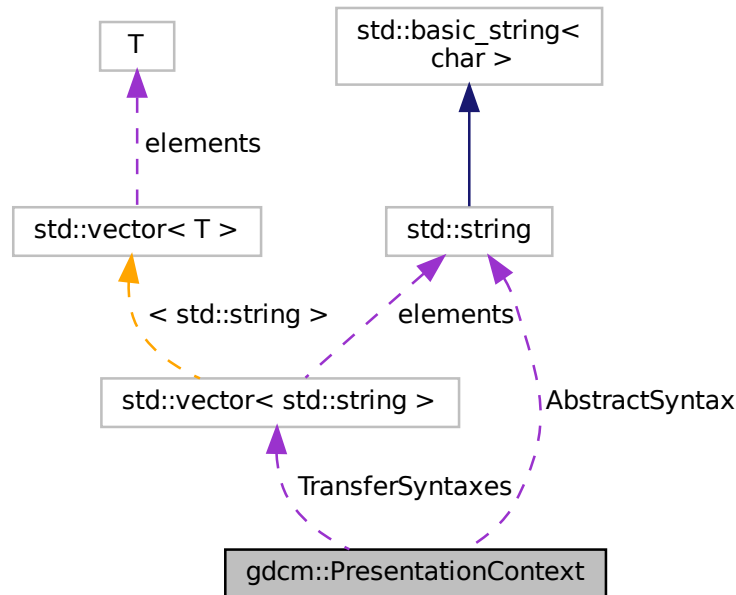 T
std::basic_string<
char >
elements
std::vector< T >
std::string
< std::string >
elements
std::vector< std::string >
AbstractSyntax
TransferSyntaxes
gdcm::PresentationContext